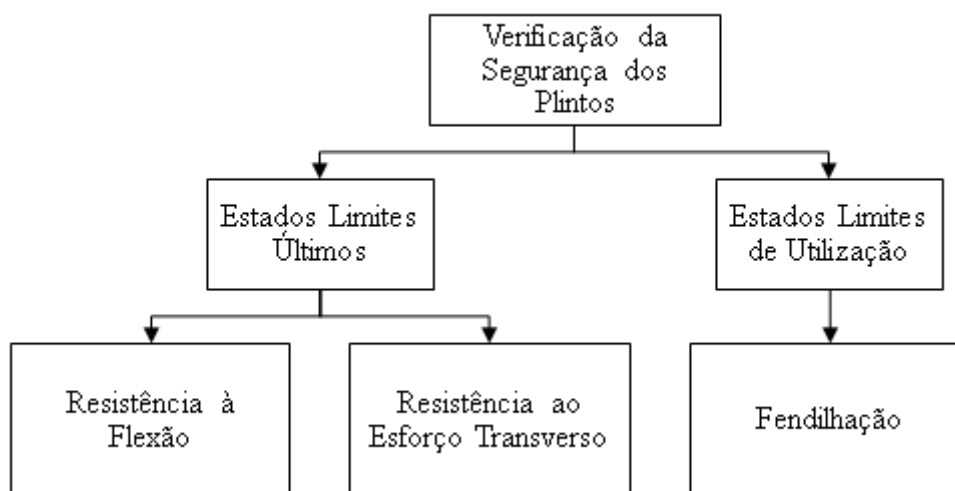 Verificação da
Segurança dos
Plintos
Estados Limites
Últimos
Estados Limites
de Utilização
Resistência à
Flexão
Resistência ao
Esforço Transverso
Fendilhação